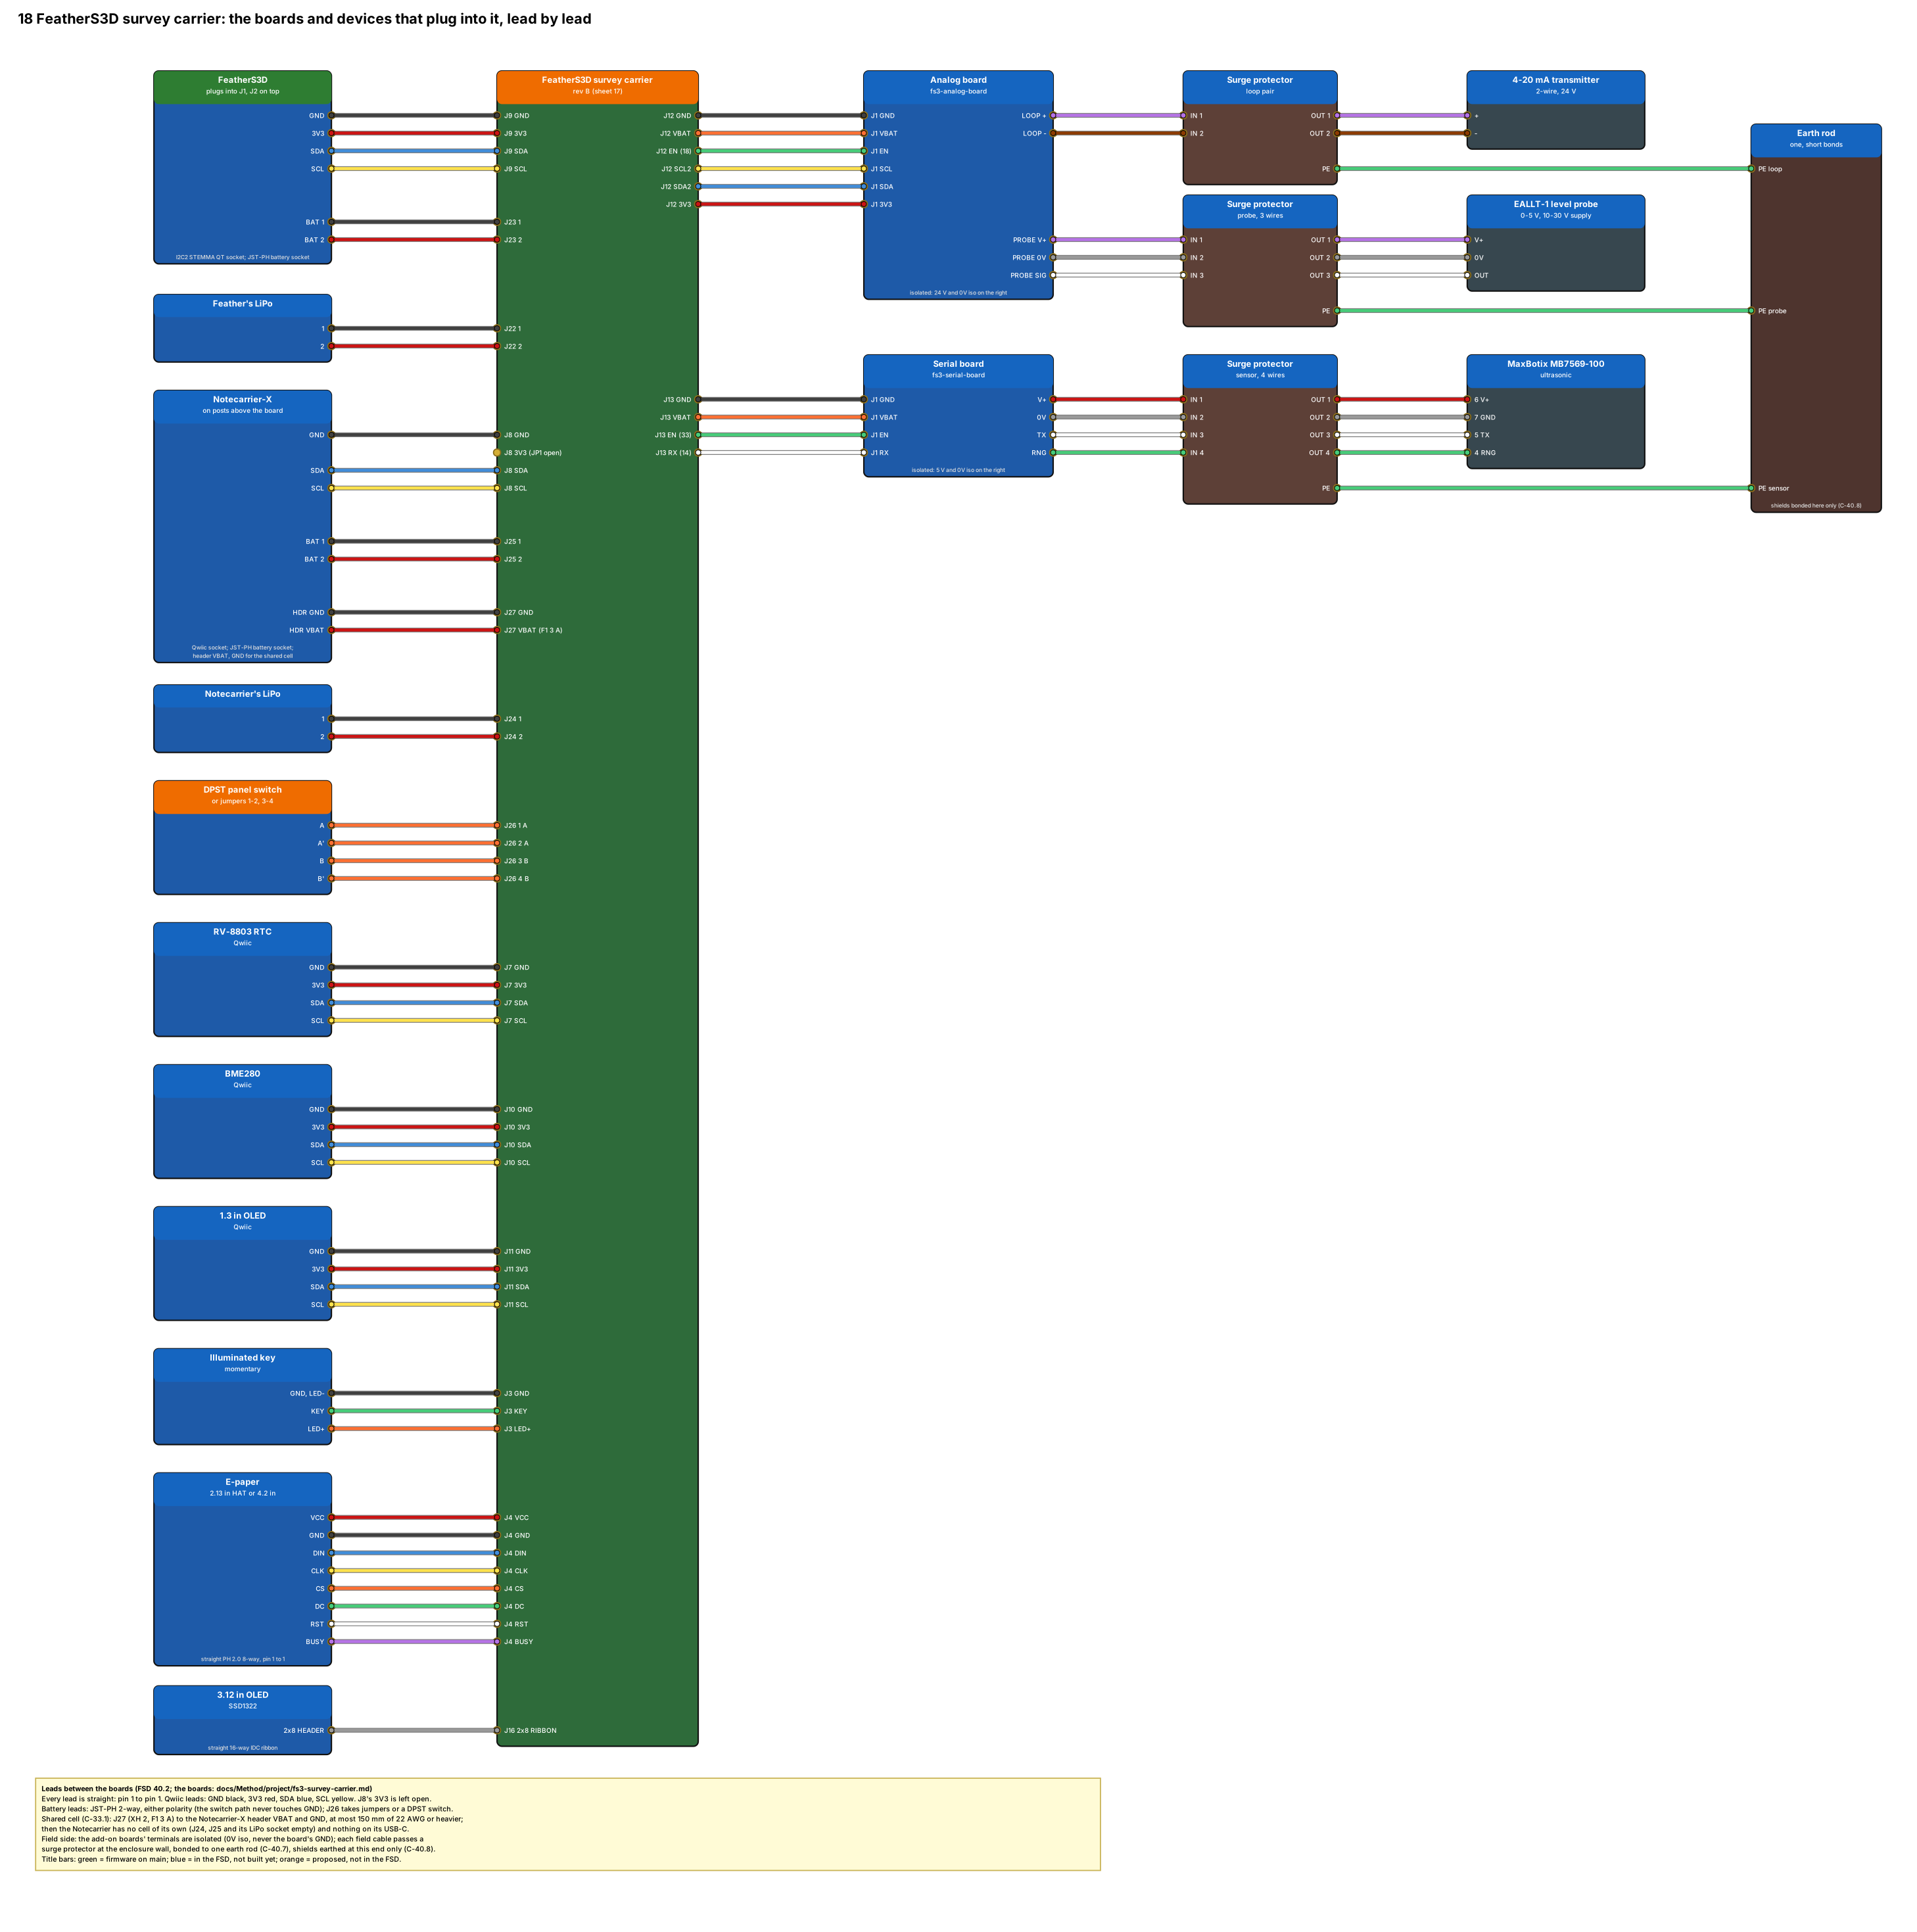 18 FeatherS3D survey carrier: the boards and devices that plug into it, lead by lead
FeatherS3D
plugs into J1, J2 on top
GND
3V3
SDA
SCL
BAT 1
BAT 2
I2C2 STEMMA QT socket; JST-PH battery socket
Feather's LiPo
1
2
Notecarrier-X
on posts above the board
GND
SDA
SCL
BAT 1
BAT 2
HDR GND
HDR VBAT
Qwiic socket; JST-PH battery socket;
header VBAT, GND for the shared cell
Notecarrier's LiPo
1
2
DPST panel switch
or jumpers 1-2, 3-4
A
A'
B
B'
RV-8803 RTC
Qwiic
GND
3V3
SDA
SCL
BME280
Qwiic
GND
3V3
SDA
SCL
1.3 in OLED
Qwiic
GND
3V3
SDA
SCL
Illuminated key
momentary
GND, LED-
KEY
LED+
E-paper
2.13 in HAT or 4.2 in
VCC
GND
DIN
CLK
CS
DC
RST
BUSY
straight PH 2.0 8-way, pin 1 to 1
3.12 in OLED
SSD1322
2x8 HEADER
straight 16-way IDC ribbon
FeatherS3D survey carrier
rev B (sheet 17)
J9 GND
J9 3V3
J9 SDA
J9 SCL
J23 1
J23 2
J22 1
J22 2
J8 GND
J8 3V3 (JP1 open)
J8 SDA
J8 SCL
J25 1
J25 2
J27 GND
J27 VBAT (F1 3 A)
J24 1
J24 2
J26 1 A
J26 2 A
J26 3 B
J26 4 B
J7 GND
J7 3V3
J7 SDA
J7 SCL
J10 GND
J10 3V3
J10 SDA
J10 SCL
J11 GND
J11 3V3
J11 SDA
J11 SCL
J3 GND
J3 KEY
J3 LED+
J4 VCC
J4 GND
J4 DIN
J4 CLK
J4 CS
J4 DC
J4 RST
J4 BUSY
J16 2x8 RIBBON
J12 GND
J12 VBAT
J12 EN (18)
J12 SCL2
J12 SDA2
J12 3V3
J13 GND
J13 VBAT
J13 EN (33)
J13 RX (14)
Analog board
fs3-analog-board
J1 GND
J1 VBAT
J1 EN
J1 SCL
J1 SDA
J1 3V3
LOOP +
LOOP -
PROBE V+
PROBE 0V
PROBE SIG
isolated: 24 V and 0V iso on the right
Serial board
fs3-serial-board
J1 GND
J1 VBAT
J1 EN
J1 RX
V+
0V
TX
RNG
isolated: 5 V and 0V iso on the right
Surge protector
loop pair
IN 1
IN 2
OUT 1
OUT 2
PE
Surge protector
probe, 3 wires
IN 1
IN 2
IN 3
OUT 1
OUT 2
OUT 3
PE
Surge protector
sensor, 4 wires
IN 1
IN 2
IN 3
IN 4
OUT 1
OUT 2
OUT 3
OUT 4
PE
4-20 mA transmitter
2-wire, 24 V
+
-
EALLT-1 level probe
0-5 V, 10-30 V supply
V+
0V
OUT
MaxBotix MB7569-100
ultrasonic
6 V+
7 GND
5 TX
4 RNG
Earth rod
one, short bonds
PE loop
PE probe
PE sensor
shields bonded here only (C-40.8)
Leads between the boards (FSD 40.2; the boards: docs/Method/project/fs3-survey-carrier.md)
Every lead is straight: pin 1 to pin 1. Qwiic leads: GND black, 3V3 red, SDA blue, SCL yellow. J8's 3V3 is left open.
Battery leads: JST-PH 2-way, either polarity (the switch path never touches GND); J26 takes jumpers or a DPST switch.
Shared cell (C-33.1): J27 (XH 2, F1 3 A) to the Notecarrier-X header VBAT and GND, at most 150 mm of 22 AWG or heavier;
then the Notecarrier has no cell of its own (J24, J25 and its LiPo socket empty) and nothing on its USB-C.
Field side: the add-on boards' terminals are isolated (0V iso, never the board's GND); each field cable passes a
surge protector at the enclosure wall, bonded to one earth rod (C-40.7), shields earthed at this end only (C-40.8).
Title bars: green = firmware on main; blue = in the FSD, not built yet; orange = proposed, not in the FSD.